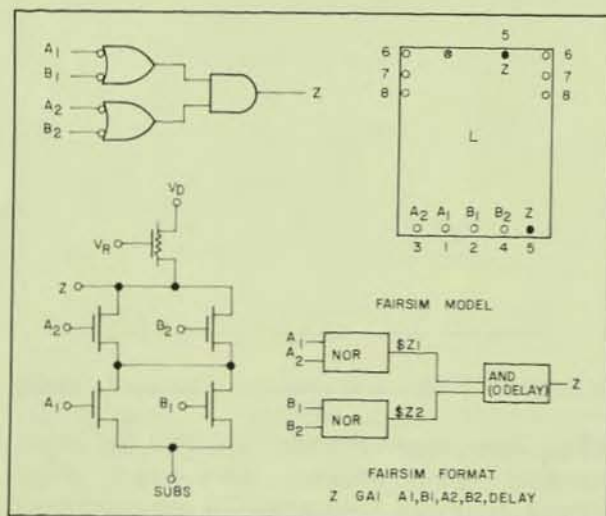 A1
B1
A2
B2
Z
5
6
Z
6
7
7
8
8
L
A2 A1 B1 B2 Z
3 1 2 4 5
VD
VR
Z
A2
B2
A1
B1
SUBS
FAIRSIM MODEL
A1
A2
NOR
$Z1
AND
(0 DELAY)
Z
B1
B2
NOR
$Z2
FAIRSIM FORMAT
Z GAI A1,B1,A2,B2,DELAY